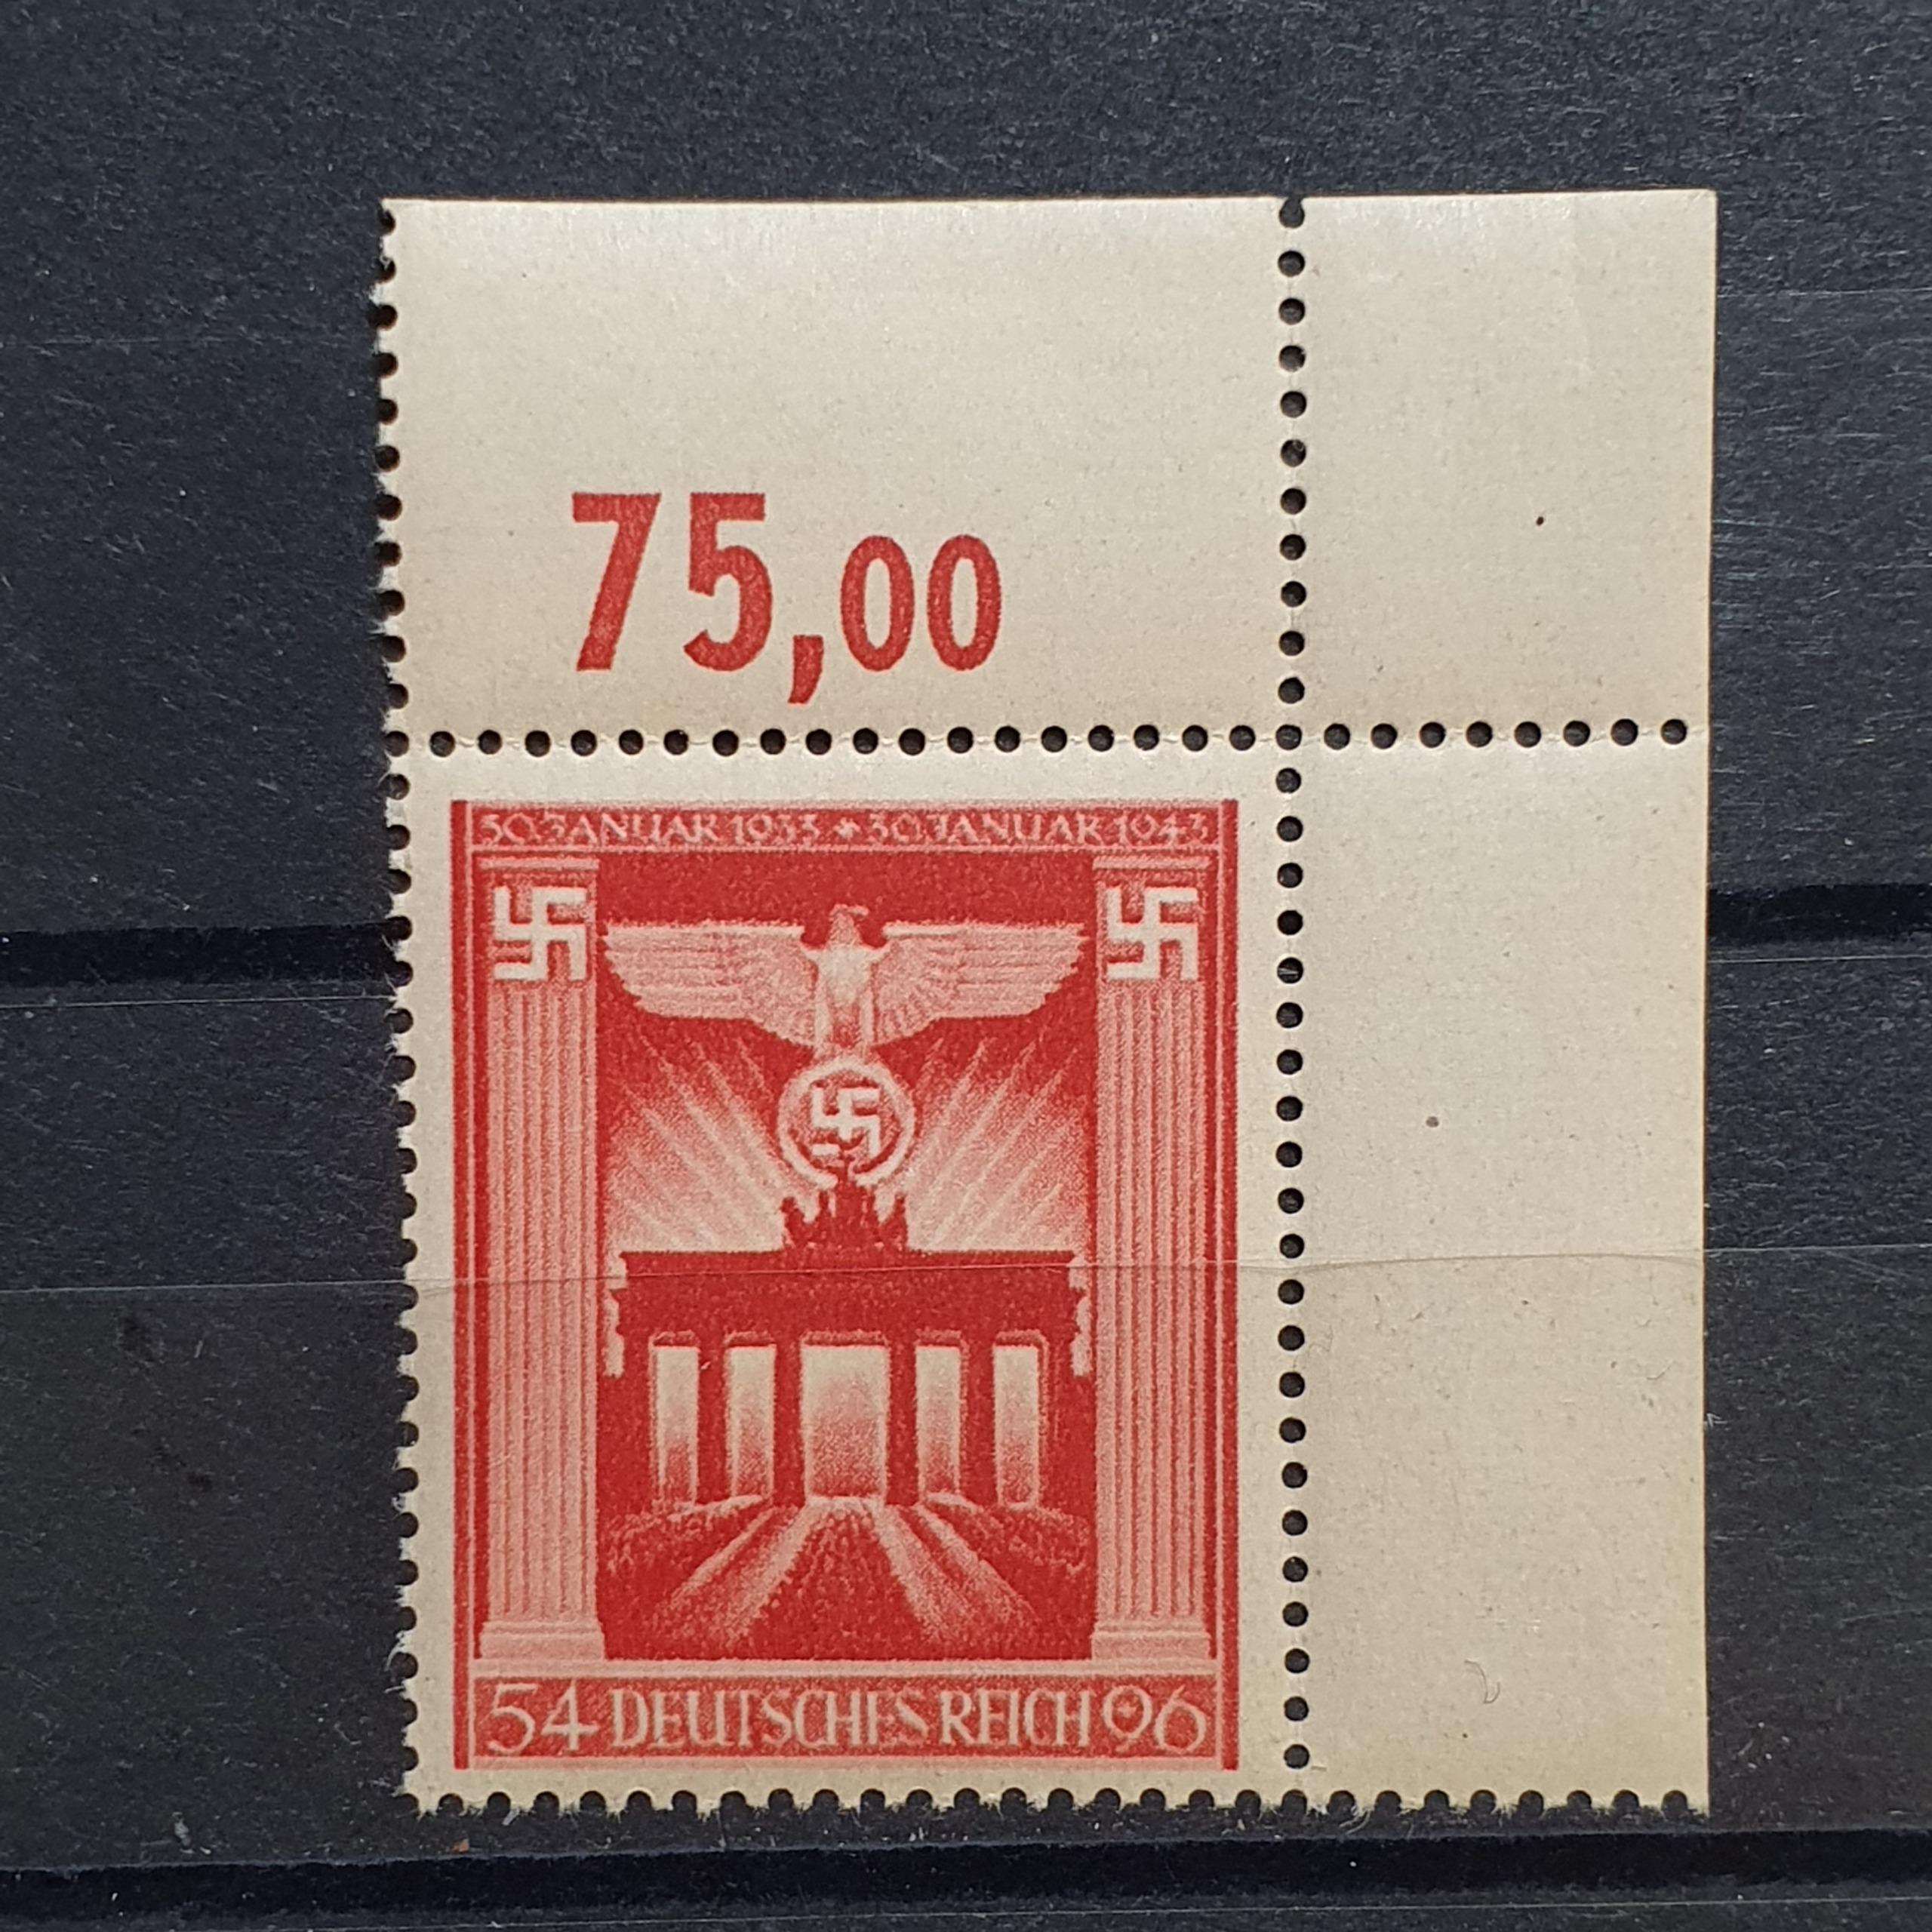 75,00
30. JANUAR 1933 * 30. JANUAR 1943
54 DEUTSCHES REICH 96